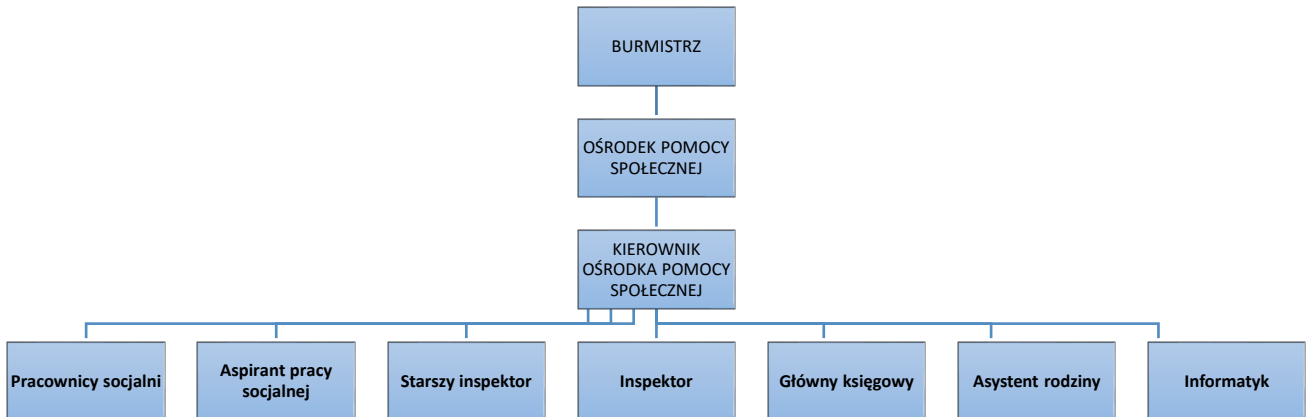 BURMISTRZ
OŚRODEK POMOCY
SPOŁECZNEJ
KIEROWNIK
OŚRODKA POMOCY
SPOŁECZNEJ
Pracownicy socjalni
Aspirant pracy
socjalnej
Starszy inspektor
Inspektor
Główny księgowy
Asystent rodziny
Informatyk